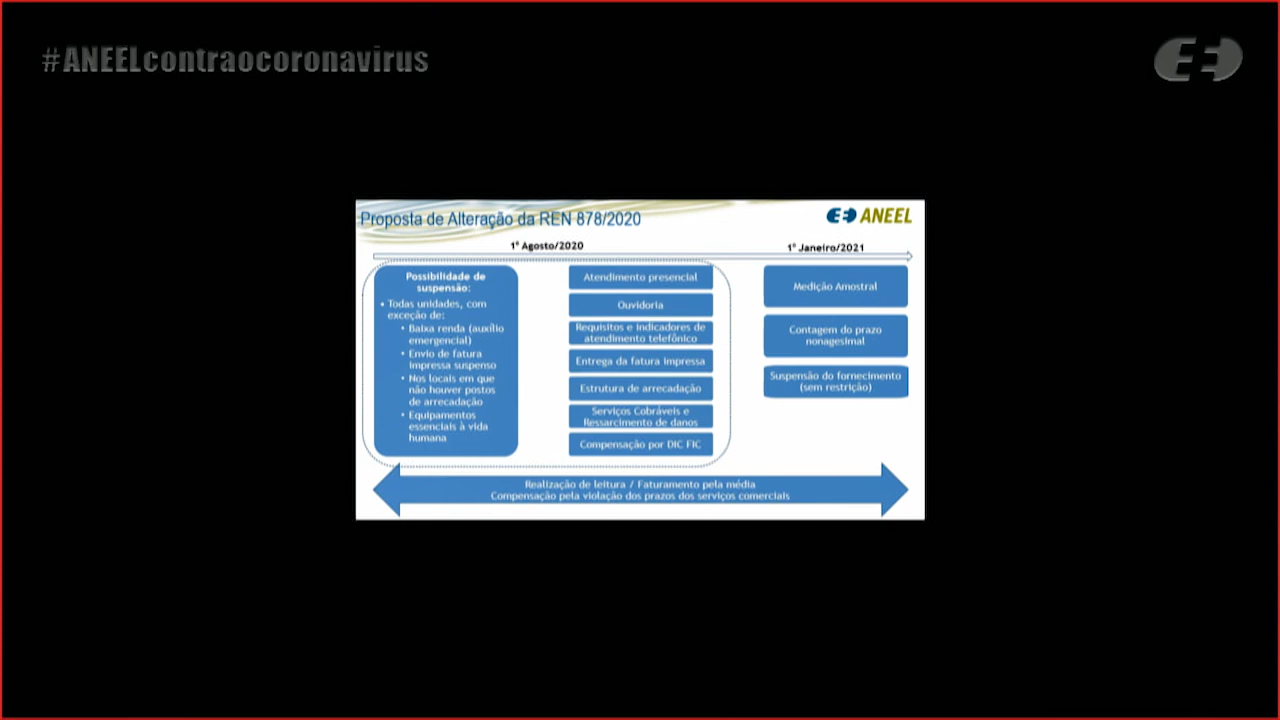 #ANEELcontraocoronavirus
Proposta de Alteração da REN 878/2020
ANEEL
1º Agosto/2020
1º Janeiro/2021
Possibilidade de
suspensão:
• Todas unidades, com
exceção de:
• Baixa renda (auxílio
emergencial)
• Envio de fatura
impressa suspenso
• Nos locais em que
não houver postos
de arrecadação
• Equipamentos
essenciais à vida
humana
Atendimento presencial
Ouvidoria
Requisitos e indicadores de
atendimento telefônico
Entrega da fatura impressa
Estrutura de arrecadação
Serviços Cobráveis e
Ressarcimento de danos
Compensação por DIC FIC
Medição Amostral
Contagem do prazo
nonagesimal
Suspensão do fornecimento
(sem restrição)
Realização de leitura / Faturamento pela média
Compensação pela violação dos prazos dos serviços comerciais